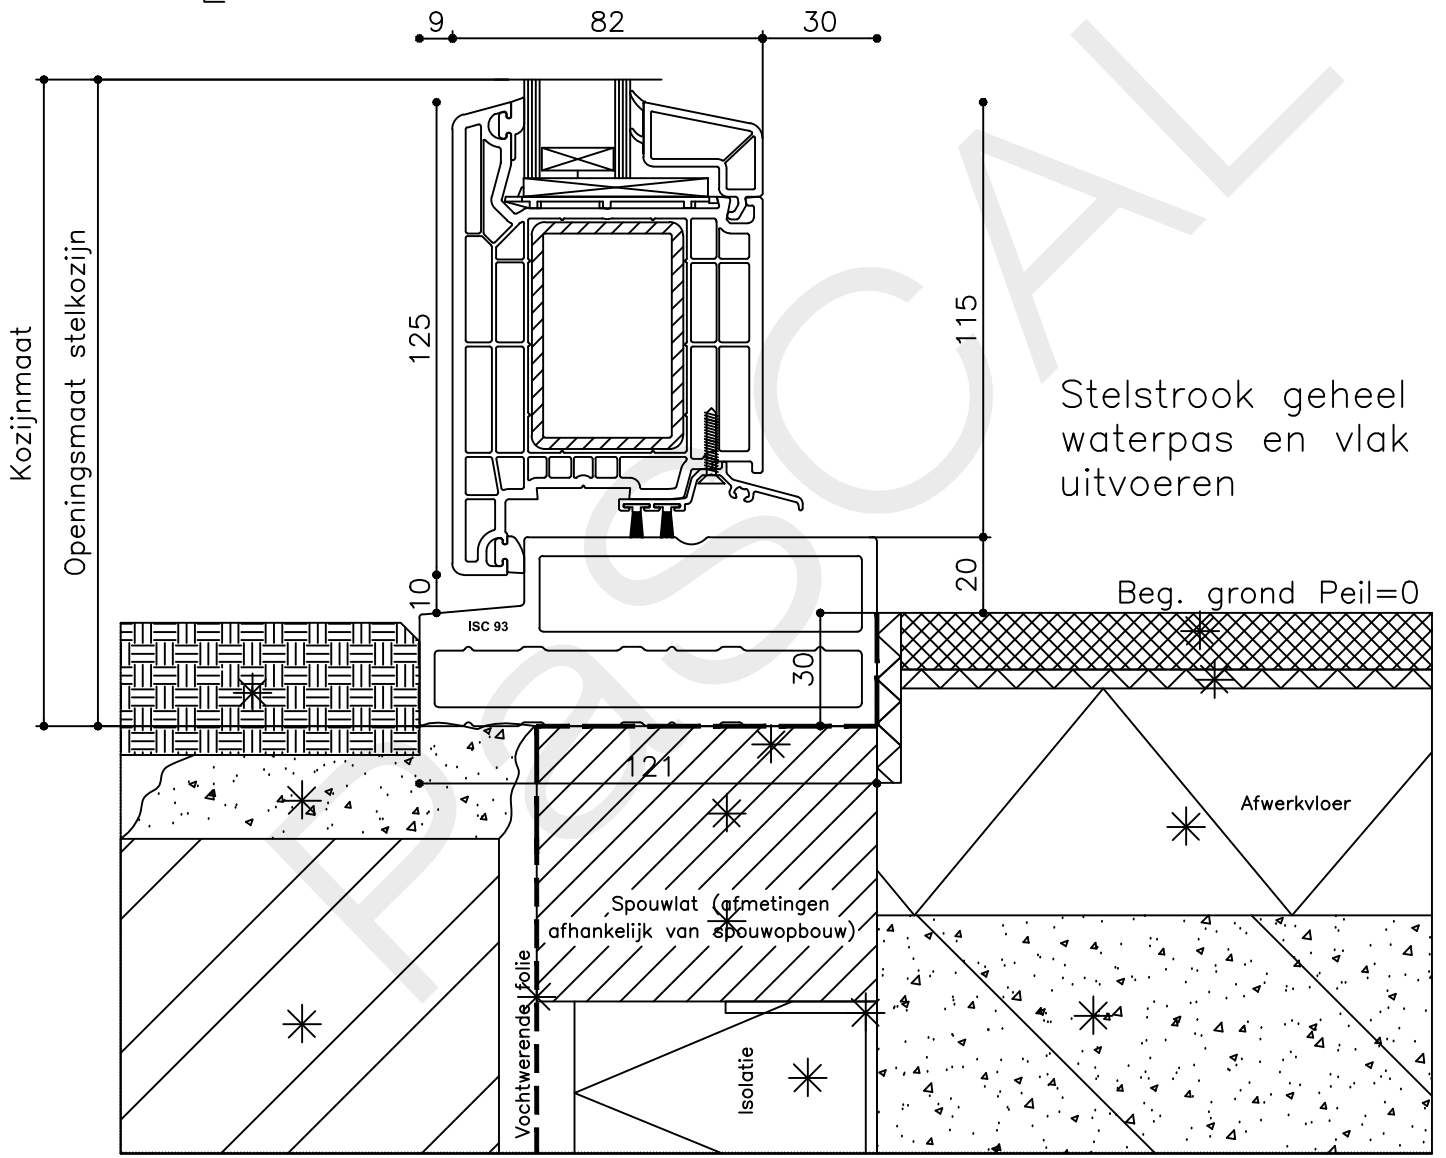 9 82 30
Kozijnmaat
Openingsmaat stelkozijn
125
115
Stelstrook geheel
waterpas en vlak
uitvoeren
10
20
Beg. grond Peil=0
ISC 93
30
121
Afwerkvloer
Spouwlat (afmetingen
afhankelijk van spouwopbouw)
Vochtwerende folie
Isolatie
PaSCAL